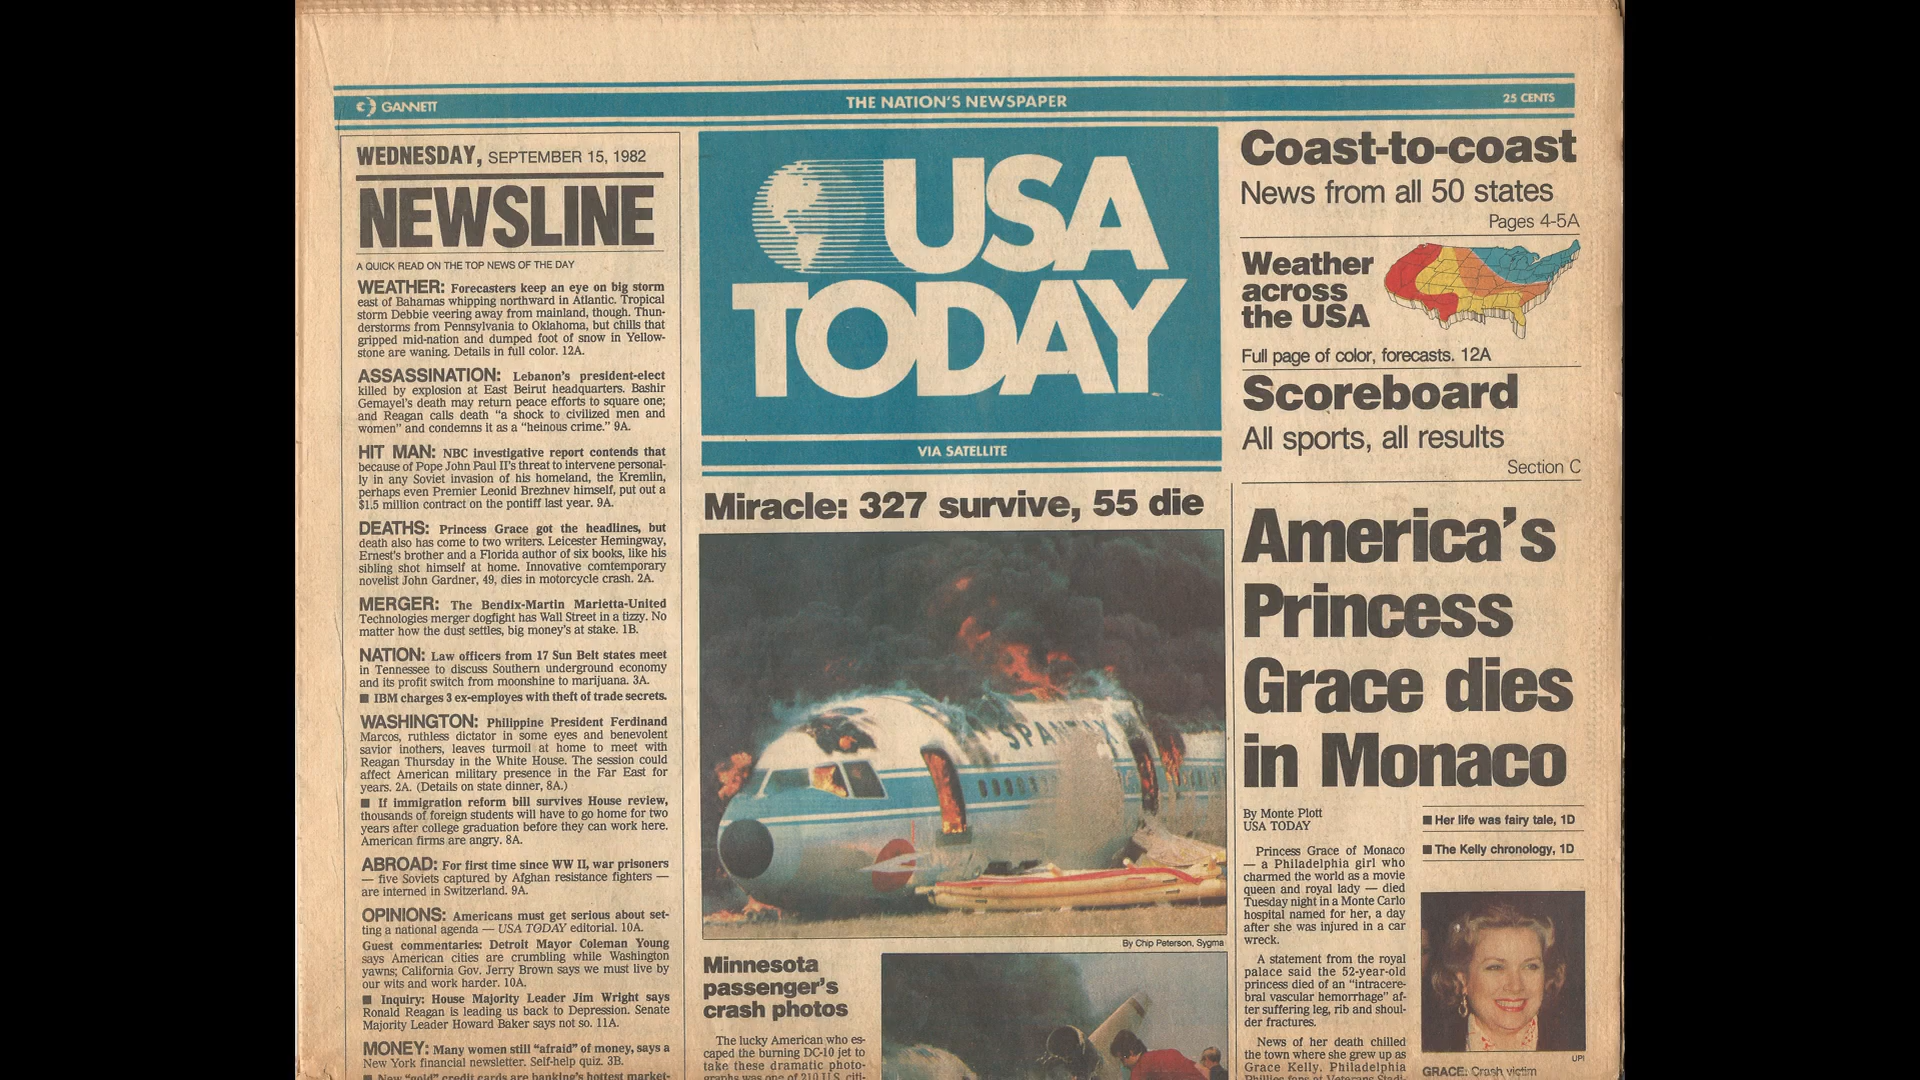 GANNETT
THE NATION'S NEWSPAPER
25 CENTS
WEDNESDAY, SEPTEMBER 15, 1982
NEWSLINE
A QUICK READ ON THE TOP NEWS OF THE DAY
WEATHER: Forecasters keep an eye on big storm
east of Bahamas whipping northward in Atlantic. Tropical
storm Debbie veering away from mainland, though. Thun-
derstorms from Pennsylvania to Oklahoma, but chills that
gripped mid-nation and dumped foot of snow in Yellow-
stone are waning. Details in full color. 12A.
ASSASSINATION: Lebanon's president-elect
killed by explosion at East Beirut headquarters. Bashir
Gemayel's death may return peace efforts to square one;
and Reagan calls death "a shock to civilized men and
women" and condemns it as a "heinous crime." 9A.
HIT MAN: NBC investigative report contends that
because of Pope John Paul II's threat to intervene personal-
ly in any Soviet invasion of his homeland, the Kremlin,
perhaps even Premier Leonid Brezhnev himself, put out a
$1.5 million contract on the pontiff last year. 9A.
DEATHS: Princess Grace got the headlines, but
death also has come to two writers. Leicester Hemingway,
Ernest's brother and a Florida author of six books, like his
sibling shot himself at home. Innovative comtemporary
novelist John Gardner, 49, dies in motorcycle crash. 2A.
MERGER: The Bendix-Martin Marietta-United
Technologies merger dogfight has Wall Street in a tizzy. No
matter how the dust settles, big money's at stake. 1B.
NATION: Law officers from 17 Sun Belt states meet
in Tennessee to discuss Southern underground economy
and its profit switch from moonshine to marijuana. 3A.
■ IBM charges 3 ex-employes with theft of trade secrets.
WASHINGTON: Philippine President Ferdinand
Marcos, ruthless dictator in some eyes and benevolent
savior inothers, leaves turmoil at home to meet with
Reagan Thursday in the White House. The session could
affect American military presence in the Far East for
years. 2A. (Details on state dinner, 8A.)
■ If immigration reform bill survives House review,
thousands of foreign students will have to go home for two
years after college graduation before they can work here.
American firms are angry. 8A.
ABROAD: For first time since WW II, war prisoners
— five Soviets captured by Afghan resistance fighters —
are interned in Switzerland. 9A.
OPINIONS: Americans must get serious about set-
ting a national agenda — USA TODAY editorial. 10A.
Guest commentaries: Detroit Mayor Coleman Young
says American cities are crumbling while Washington
yawns; California Gov. Jerry Brown says we must live by
our wits and work harder. 10A.
■ Inquiry: House Majority Leader Jim Wright says
Ronald Reagan is leading us back to Depression. Senate
Majority Leader Howard Baker says not so. 11A.
MONEY: Many women still "afraid" of money, says a
New York financial newsletter. Self-help quiz. 3B.
■ New "gold" credit cards are banking's hottest market-
USA
TODAY
VIA SATELLITE
Miracle: 327 survive, 55 die
SPANTAX
By Chip Peterson, Sygma
Minnesota
passenger's
crash photos
The lucky American who es-
caped the burning DC-10 jet to
take these dramatic photo-
graphs was one of 210 U.S. citi-
Coast-to-coast
News from all 50 states
Pages 4-5A
Weather
across
the USA
Full page of color, forecasts. 12A
Scoreboard
All sports, all results
Section C
America's
Princess
Grace dies
in Monaco
By Monte Plott
USA TODAY
Princess Grace of Monaco
— a Philadelphia girl who
charmed the world as a movie
queen and royal lady — died
Tuesday night in a Monte Carlo
hospital named for her, a day
after she was injured in a car
wreck.
A statement from the royal
palace said the 52-year-old
princess died of an "intracere-
bral vascular hemorrhage" af-
ter suffering leg, rib and shoul-
der fractures.
News of her death chilled
the town where she grew up as
Grace Kelly. Philadelphia
Phillies fans at Veterans Stadi-
■ Her life was fairy tale, 1D
■ The Kelly chronology, 1D
UPI
GRACE: Crash victim